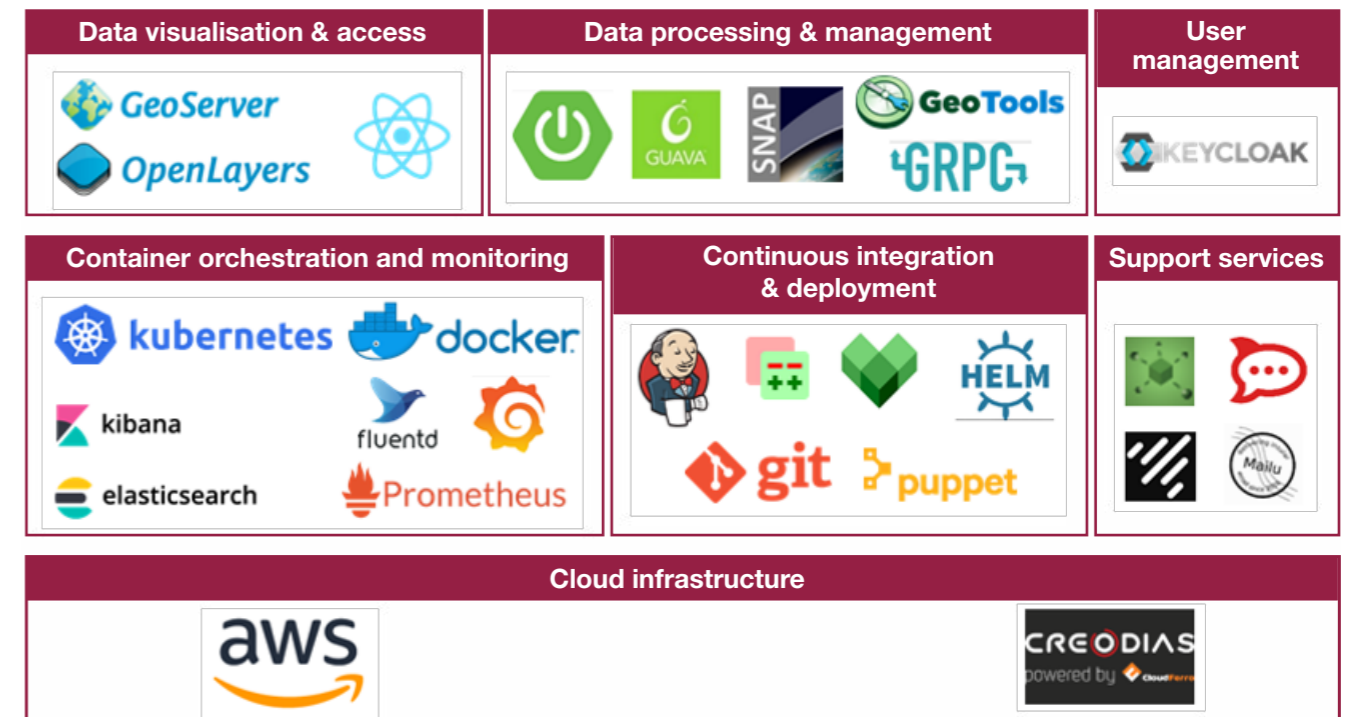 Data visualisation & access
GeoServer
OpenLayers
Data processing & management
GUAVA
SNAP
GeoTools
GRPC
User
management
KEYCLOAK
Container orchestration and monitoring
kubernetes
docker
kibana
fluentd
elasticsearch
Prometheus
Continuous integration
& deployment
HELM
git
puppet
Support services
Mailu
Cloud infrastructure
aws
CREODIAS
powered by CloudFerro